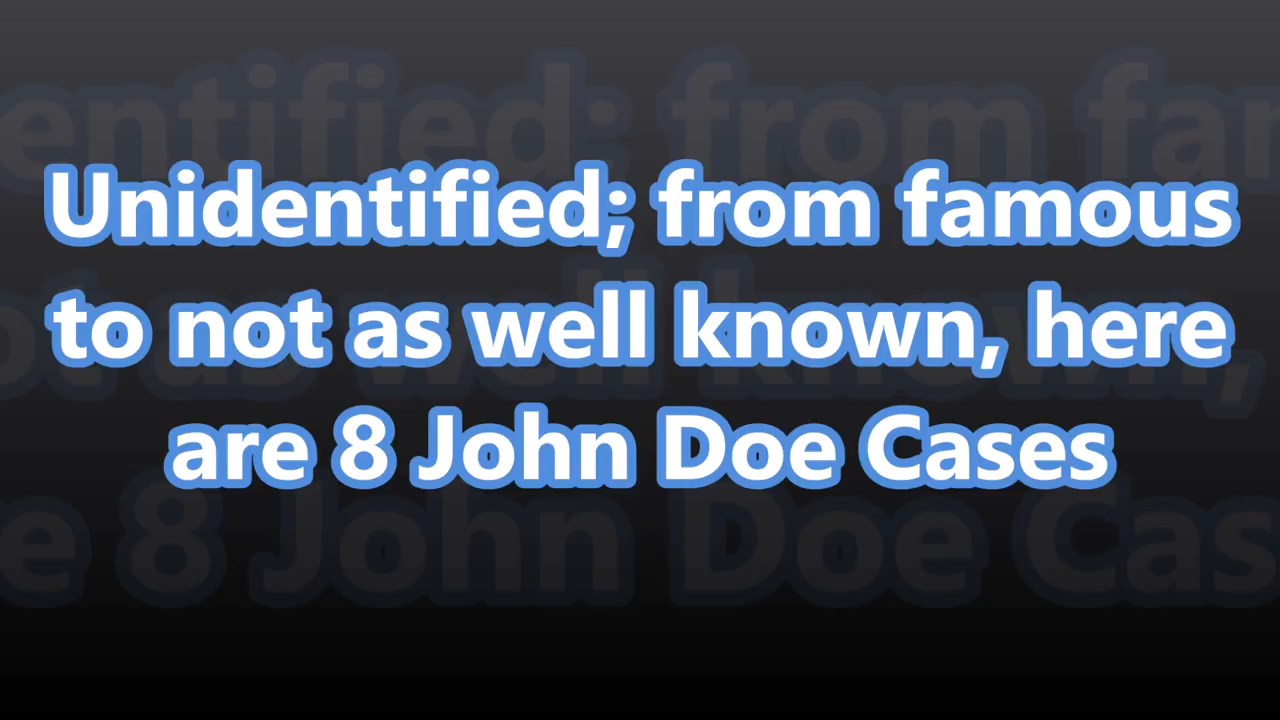 Unidentified; from famous
to not as well known, here
are 8 John Doe Cases